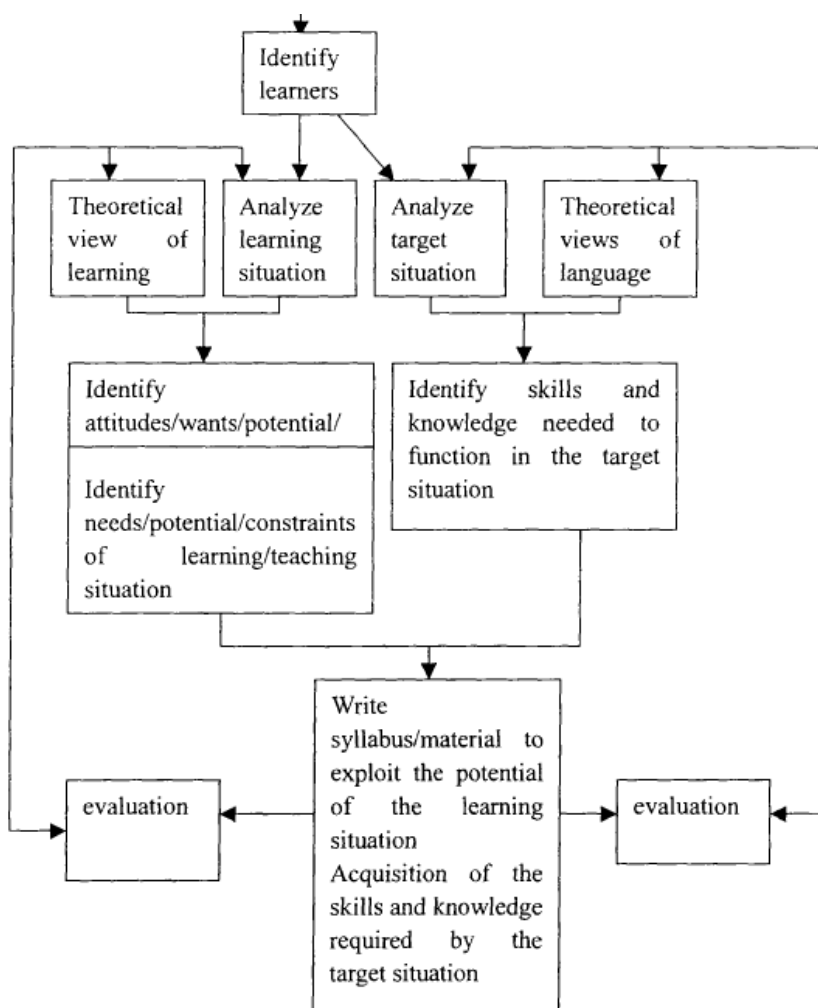 Identify
learners
Theoretical
view of
learning
Analyze
learning
situation
Analyze
target
situation
Theoretical
views of
language
Identify
attitudes/wants/potential/
Identify
needs/potential/constraints
of learning/teaching
situation
Identify skills and
knowledge needed to
function in the target
situation
Write
syllabus/material to
exploit the potential
of the learning
situation
Acquisition of the
skills and knowledge
required by the
target situation
evaluation
evaluation